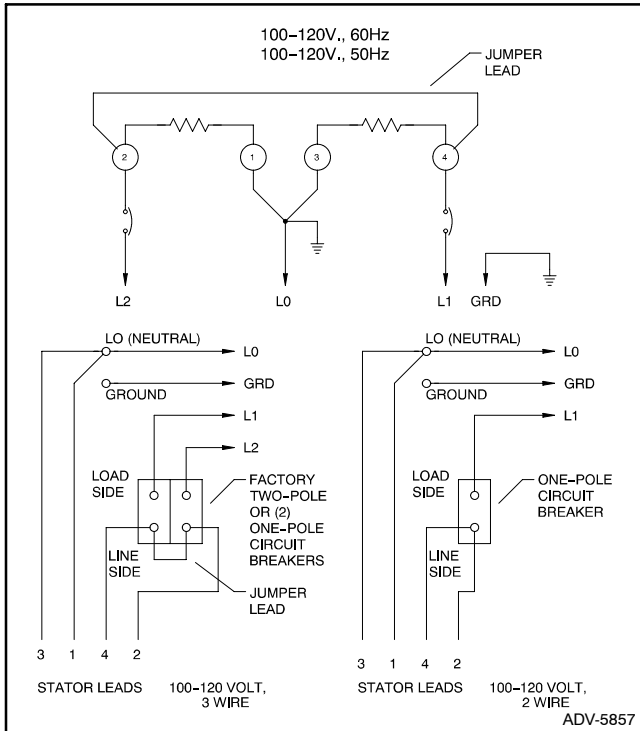 100–120V., 60Hz
100–120V., 50Hz
JUMPER
LEAD
2
1
3
4
L2
L0
L1
GRD
LO (NEUTRAL)
L0
GRD
GROUND
L1
L2
LOAD
SIDE
LINE
SIDE
FACTORY
TWO–POLE
OR (2)
ONE–POLE
CIRCUIT
BREAKERS
JUMPER
LEAD
3
1
4
2
STATOR LEADS
100–120 VOLT,
3 WIRE
LO (NEUTRAL)
L0
GRD
GROUND
L1
LOAD
SIDE
LINE
SIDE
ONE–POLE
CIRCUIT
BREAKER
3
1
4
2
STATOR LEADS
100–120 VOLT,
2 WIRE
ADV-5857